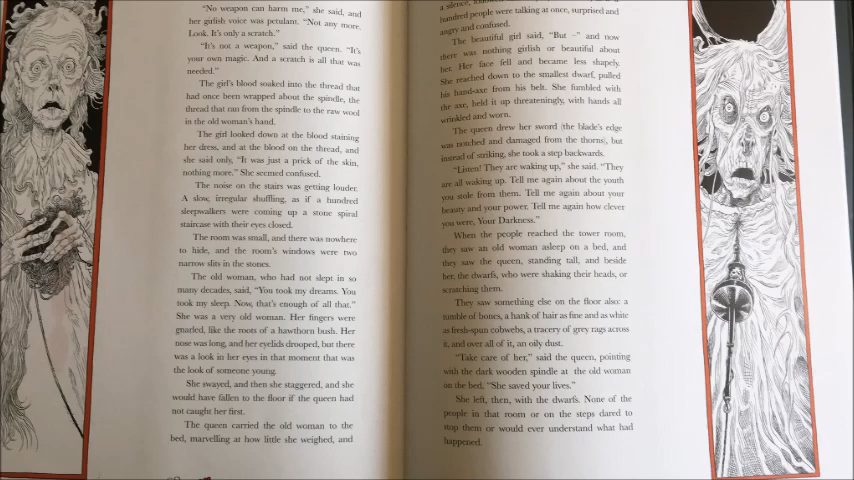 "No weapon can harm me," she said, and
her girlish voice was petulant. "Not any more.
Look. It's only a scratch."
"It's not a weapon," said the queen. "It's
your own magic. And a scratch is all that was
needed."
The girl's blood soaked into the thread that
had once been wrapped about the spindle, the
thread that ran from the spindle to the raw wool
in the old woman's hand.
The girl looked down at the blood staining
her dress, and at the blood on the thread, and
she said only, "It was just a prick of the skin,
nothing more." She seemed confused.
The noise on the stairs was getting louder.
A slow, irregular shuffling, as if a hundred
sleepwalkers were coming up a stone spiral
staircase with their eyes closed.
The room was small, and there was nowhere
to hide, and the room's windows were two
narrow slits in the stones.
The old woman, who had not slept in so
many decades, said, "You took my dreams. You
took my sleep. Now, that's enough of all that."
She was a very old woman. Her fingers were
gnarled, like the roots of a hawthorn bush. Her
nose was long, and her eyelids drooped, but there
was a look in her eyes in that moment that was
the look of someone young.
She swayed, and then she staggered, and she
would have fallen to the floor if the queen had
not caught her first.
The queen carried the old woman to the
bed, marvelling at how little she weighed, and
a silence,
hundred people were talking at once, surprised and
angry and confused.
The beautiful girl said, "But –" and now
there was nothing girlish or beautiful about
her. Her face fell and became less shapely.
She reached down to the smallest dwarf, pulled
his hand-axe from his belt. She fumbled with
the axe, held it up threateningly, with hands all
wrinkled and worn.
The queen drew her sword (the blade's edge
was notched and damaged from the thorns), but
instead of striking, she took a step backwards.
"Listen! They are waking up," she said. "They
are all waking up. Tell me again about the youth
you stole from them. Tell me again about your
beauty and your power. Tell me again how clever
you were, Your Darkness."
When the people reached the tower room,
they saw an old woman asleep on a bed, and
they saw the queen, standing tall, and beside
her, the dwarfs, who were shaking their heads, or
scratching them.
They saw something else on the floor also: a
tumble of bones, a hank of hair as fine and as white
as fresh-spun cobwebs, a tracery of grey rags across
it, and over all of it, an oily dust.
"Take care of her," said the queen, pointing
with the dark wooden spindle at the old woman
on the bed. "She saved your lives."
She left, then, with the dwarfs. None of the
people in that room or on the steps dared to
stop them or would ever understand what had
happened.